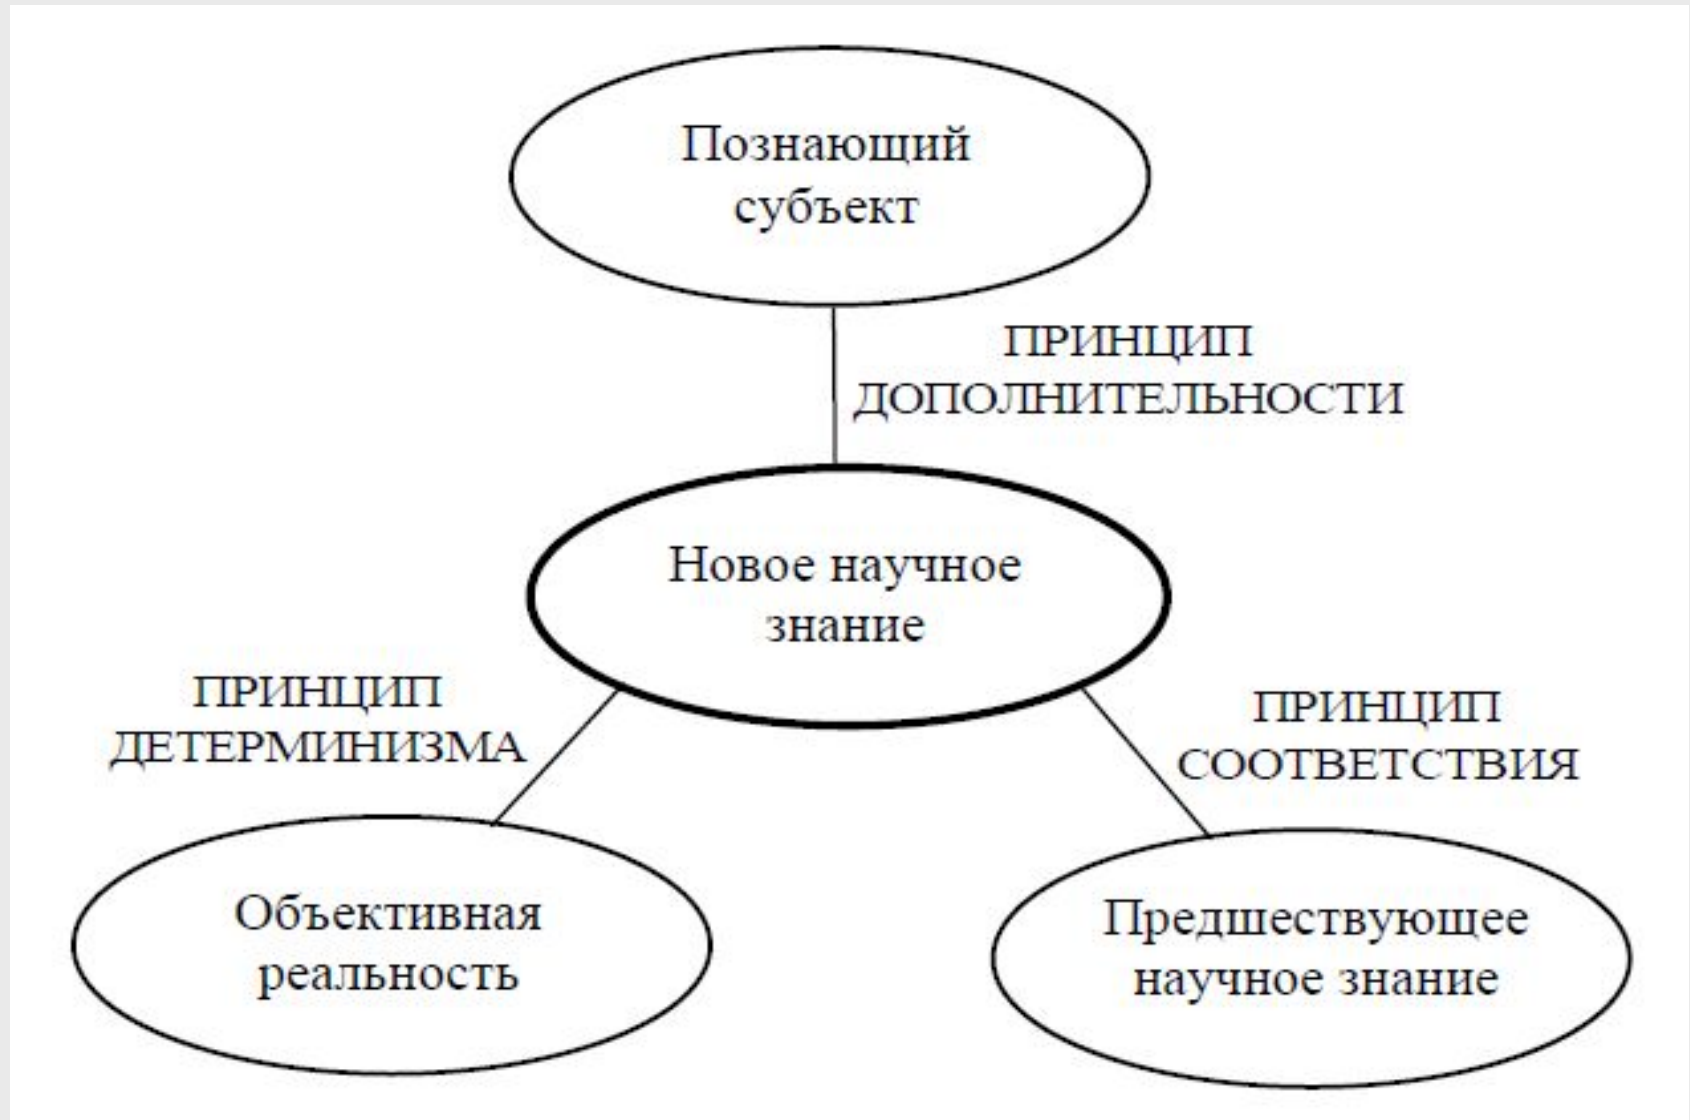 Познающий
субъект
ПРИНЦИП
ДОПОЛНИТЕЛЬНОСТИ
Новое научное
знание
ПРИНЦИП
ДЕТЕРМИНИЗМА
ПРИНЦИП
СООТВЕТСТВИЯ
Объективная
реальность
Предшествующее
научное знание